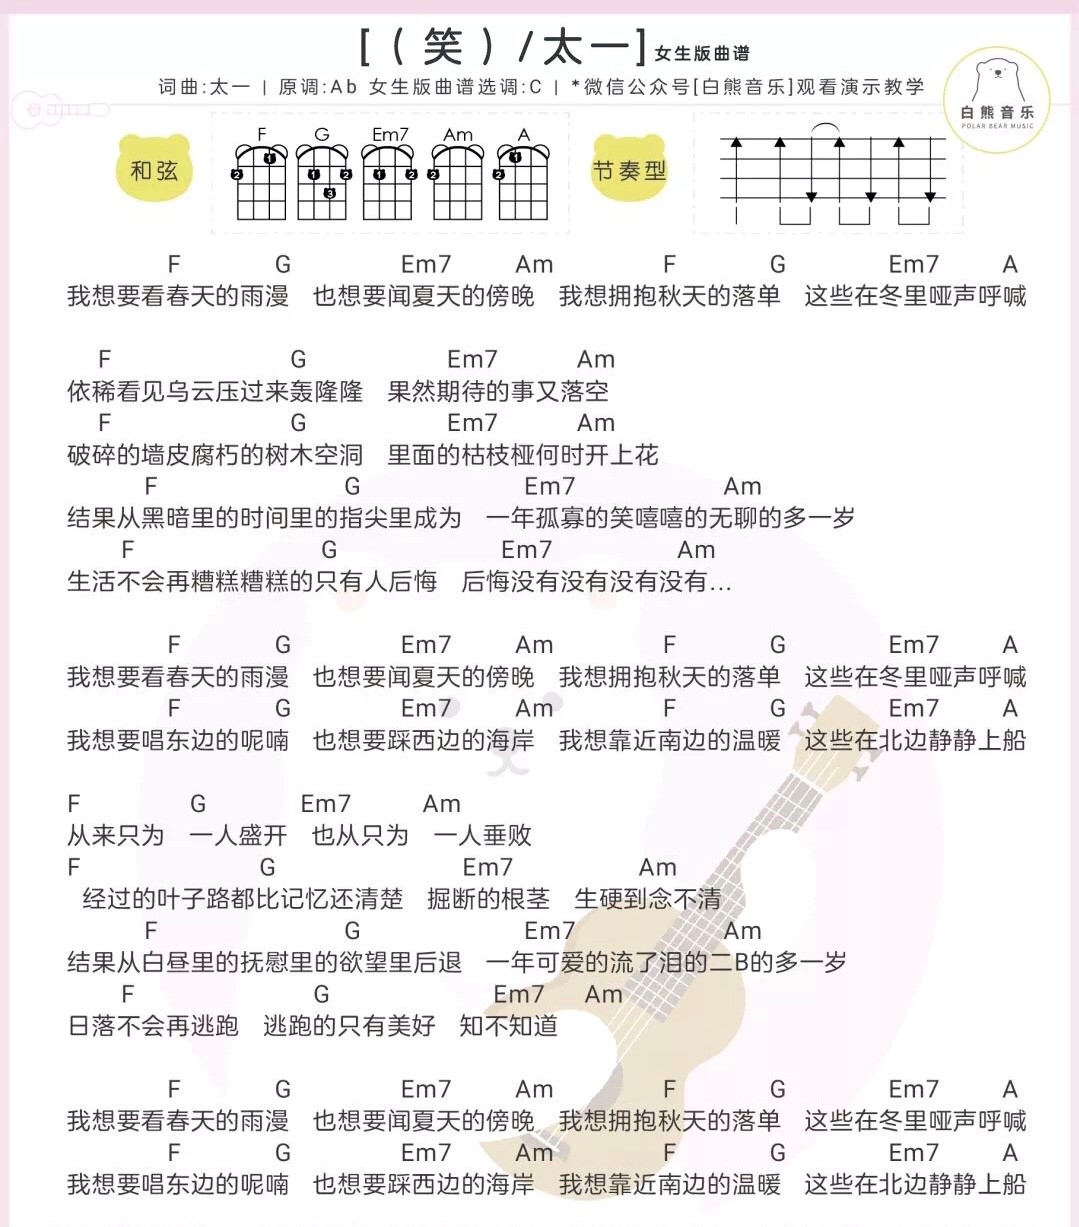 [（笑）/太一]女生版曲谱
词曲:太一 | 原调:Ab 女生版曲谱选调:C | *微信公众号[白熊音乐]观看演示教学
白熊音乐
POLAR BEAR MUSIC
和弦
F G Em7 Am A
2 1 1 2 3 1 2 2 2 1
节奏型
F G Em7 Am F G Em7 A
我想要看春天的雨漫 也想要闻夏天的傍晚 我想拥抱秋天的落单 这些在冬里哑声呼喊
F G Em7 Am
依稀看见乌云压过来轰隆隆 果然期待的事又落空
F G Em7 Am
破碎的墙皮腐朽的树木空洞 里面的枯枝桠何时开上花
F G Em7 Am
结果从黑暗里的时间里的指尖里成为 一年孤寡的笑嘻嘻的无聊的多一岁
F G Em7 Am
生活不会再糟糕糟糕的只有人后悔 后悔没有没有没有没有...
F G Em7 Am F G Em7 A
我想要看春天的雨漫 也想要闻夏天的傍晚 我想拥抱秋天的落单 这些在冬里哑声呼喊
F G Em7 Am F G Em7 A
我想要唱东边的呢喃 也想要踩西边的海岸 我想靠近南边的温暖 这些在北边静静上船
F G Em7 Am
从来只为 一人盛开 也从只为 一人垂败
F G Em7 Am
经过的叶子路都比记忆还清楚 掘断的根茎 生硬到念不清
F G Em7 Am
结果从白昼里的抚慰里的欲望里后退 一年可爱的流了泪的二B的多一岁
F G Em7 Am
日落不会再逃跑 逃跑的只有美好 知不知道
F G Em7 Am F G Em7 A
我想要看春天的雨漫 也想要闻夏天的傍晚 我想拥抱秋天的落单 这些在冬里哑声呼喊
F G Em7 Am F G Em7 A
我想要唱东边的呢喃 也想要踩西边的海岸 我想靠近南边的温暖 这些在北边静静上船